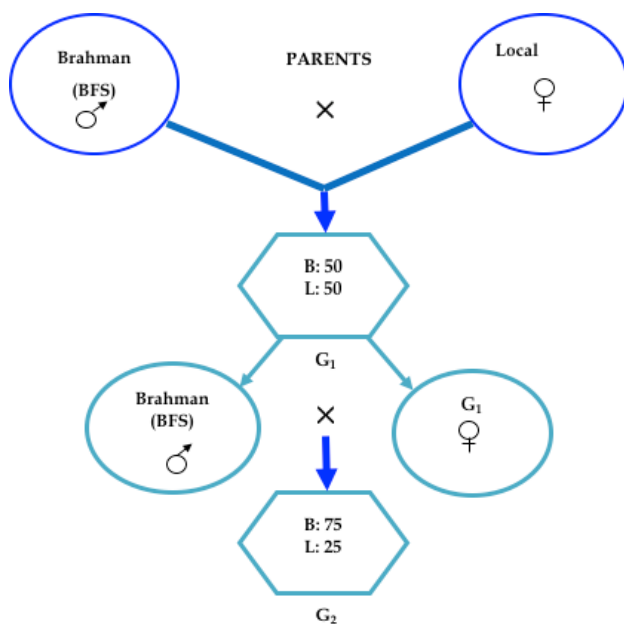 Brahman
(BFS)
♂
PARENTS
×
Local
♀
B: 50
L: 50
G₁
Brahman
(BFS)
♂
×
G₁
♀
B: 75
L: 25
G₂